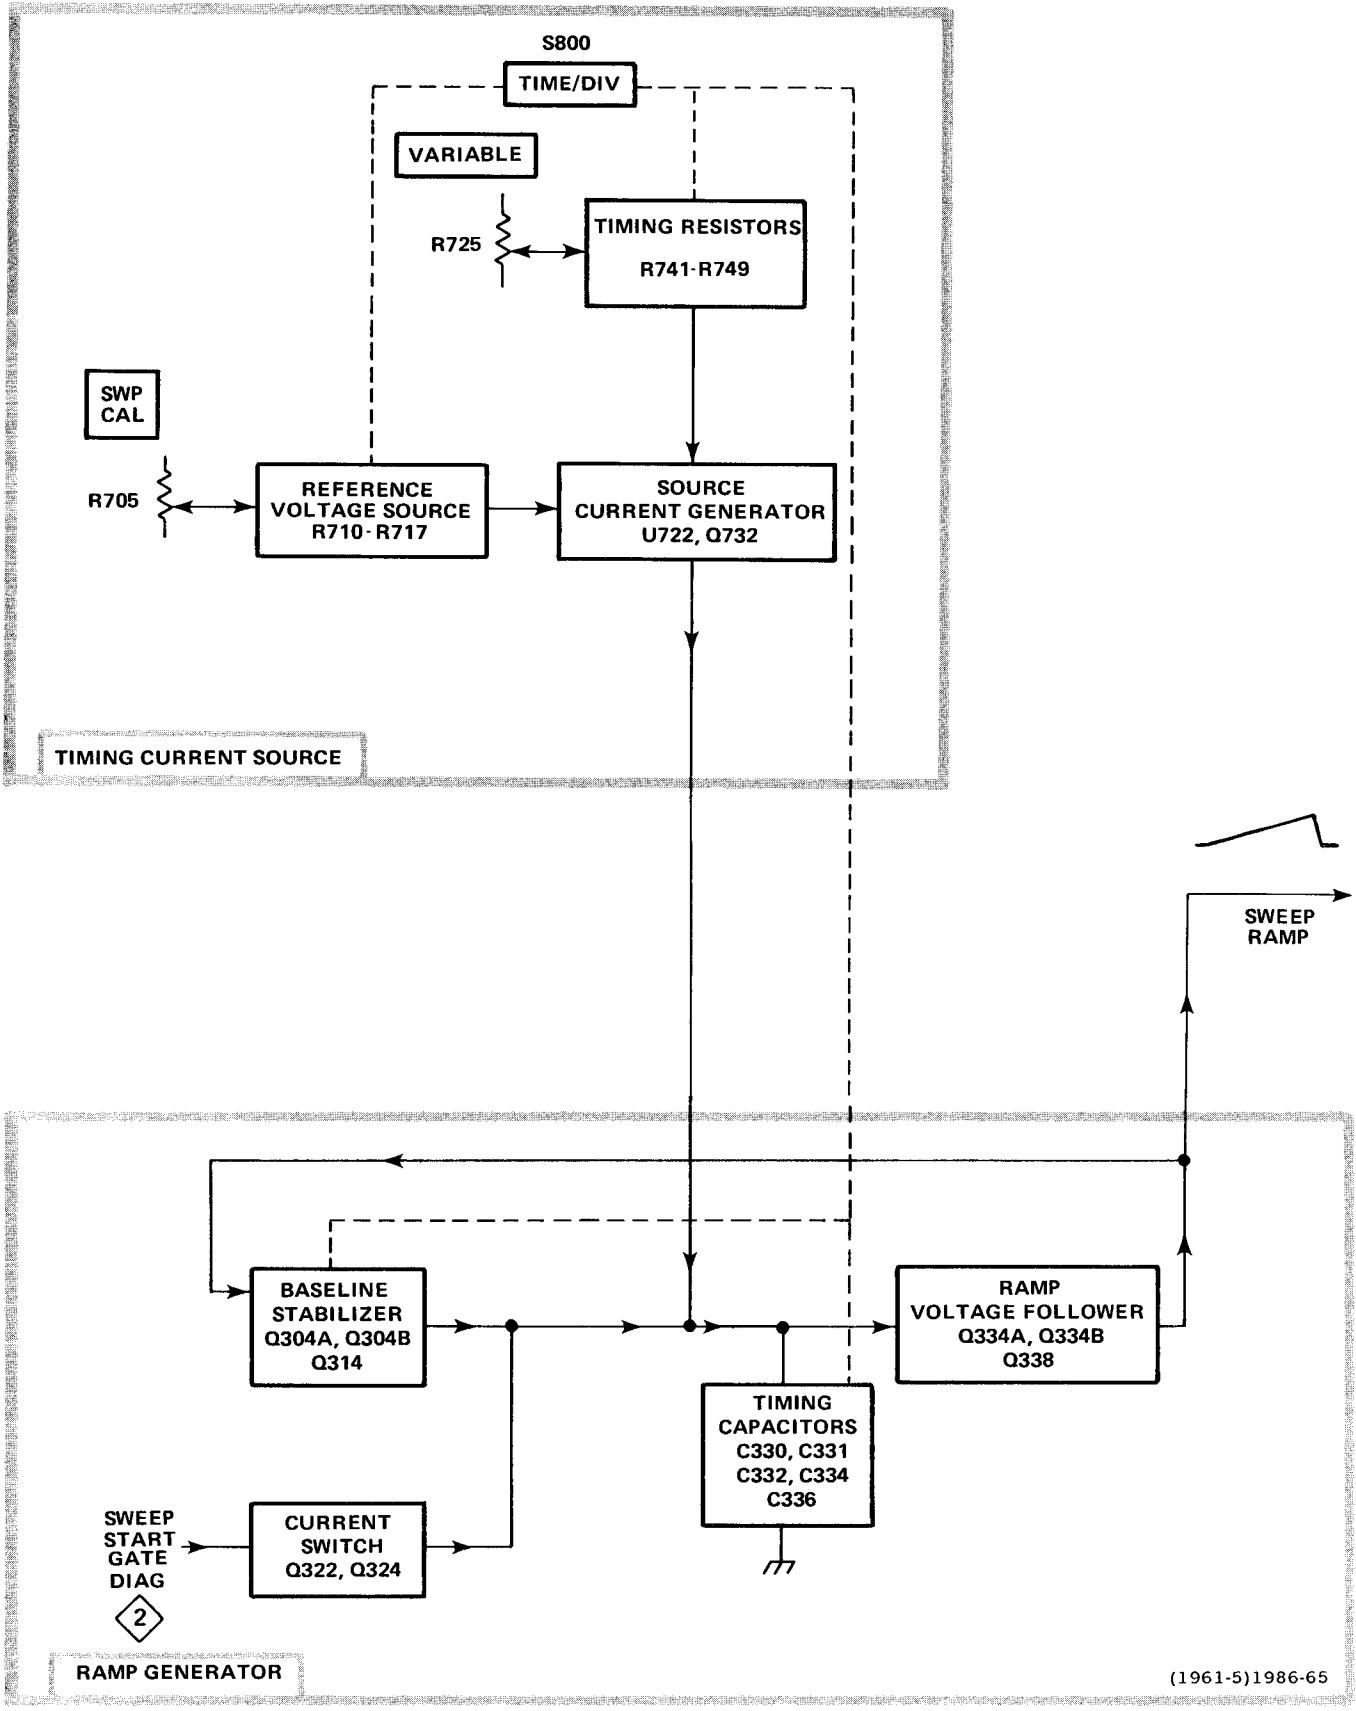 S800
TIME/DIV
VARIABLE
TIMING RESISTORS
R741-R749
R725
SWP
CAL
R705
REFERENCE
VOLTAGE SOURCE
R710-R717
SOURCE
CURRENT GENERATOR
U722, Q732
TIMING CURRENT SOURCE
SWEEP
RAMP
BASELINE
STABILIZER
Q304A, Q304B
Q314
RAMP
VOLTAGE FOLLOWER
Q334A, Q334B
Q338
TIMING
CAPACITORS
C330, C331
C332, C334
C336
SWEEP
START
GATE
DIAG
2
CURRENT
SWITCH
Q322, Q324
RAMP GENERATOR
(1961-5)1986-65